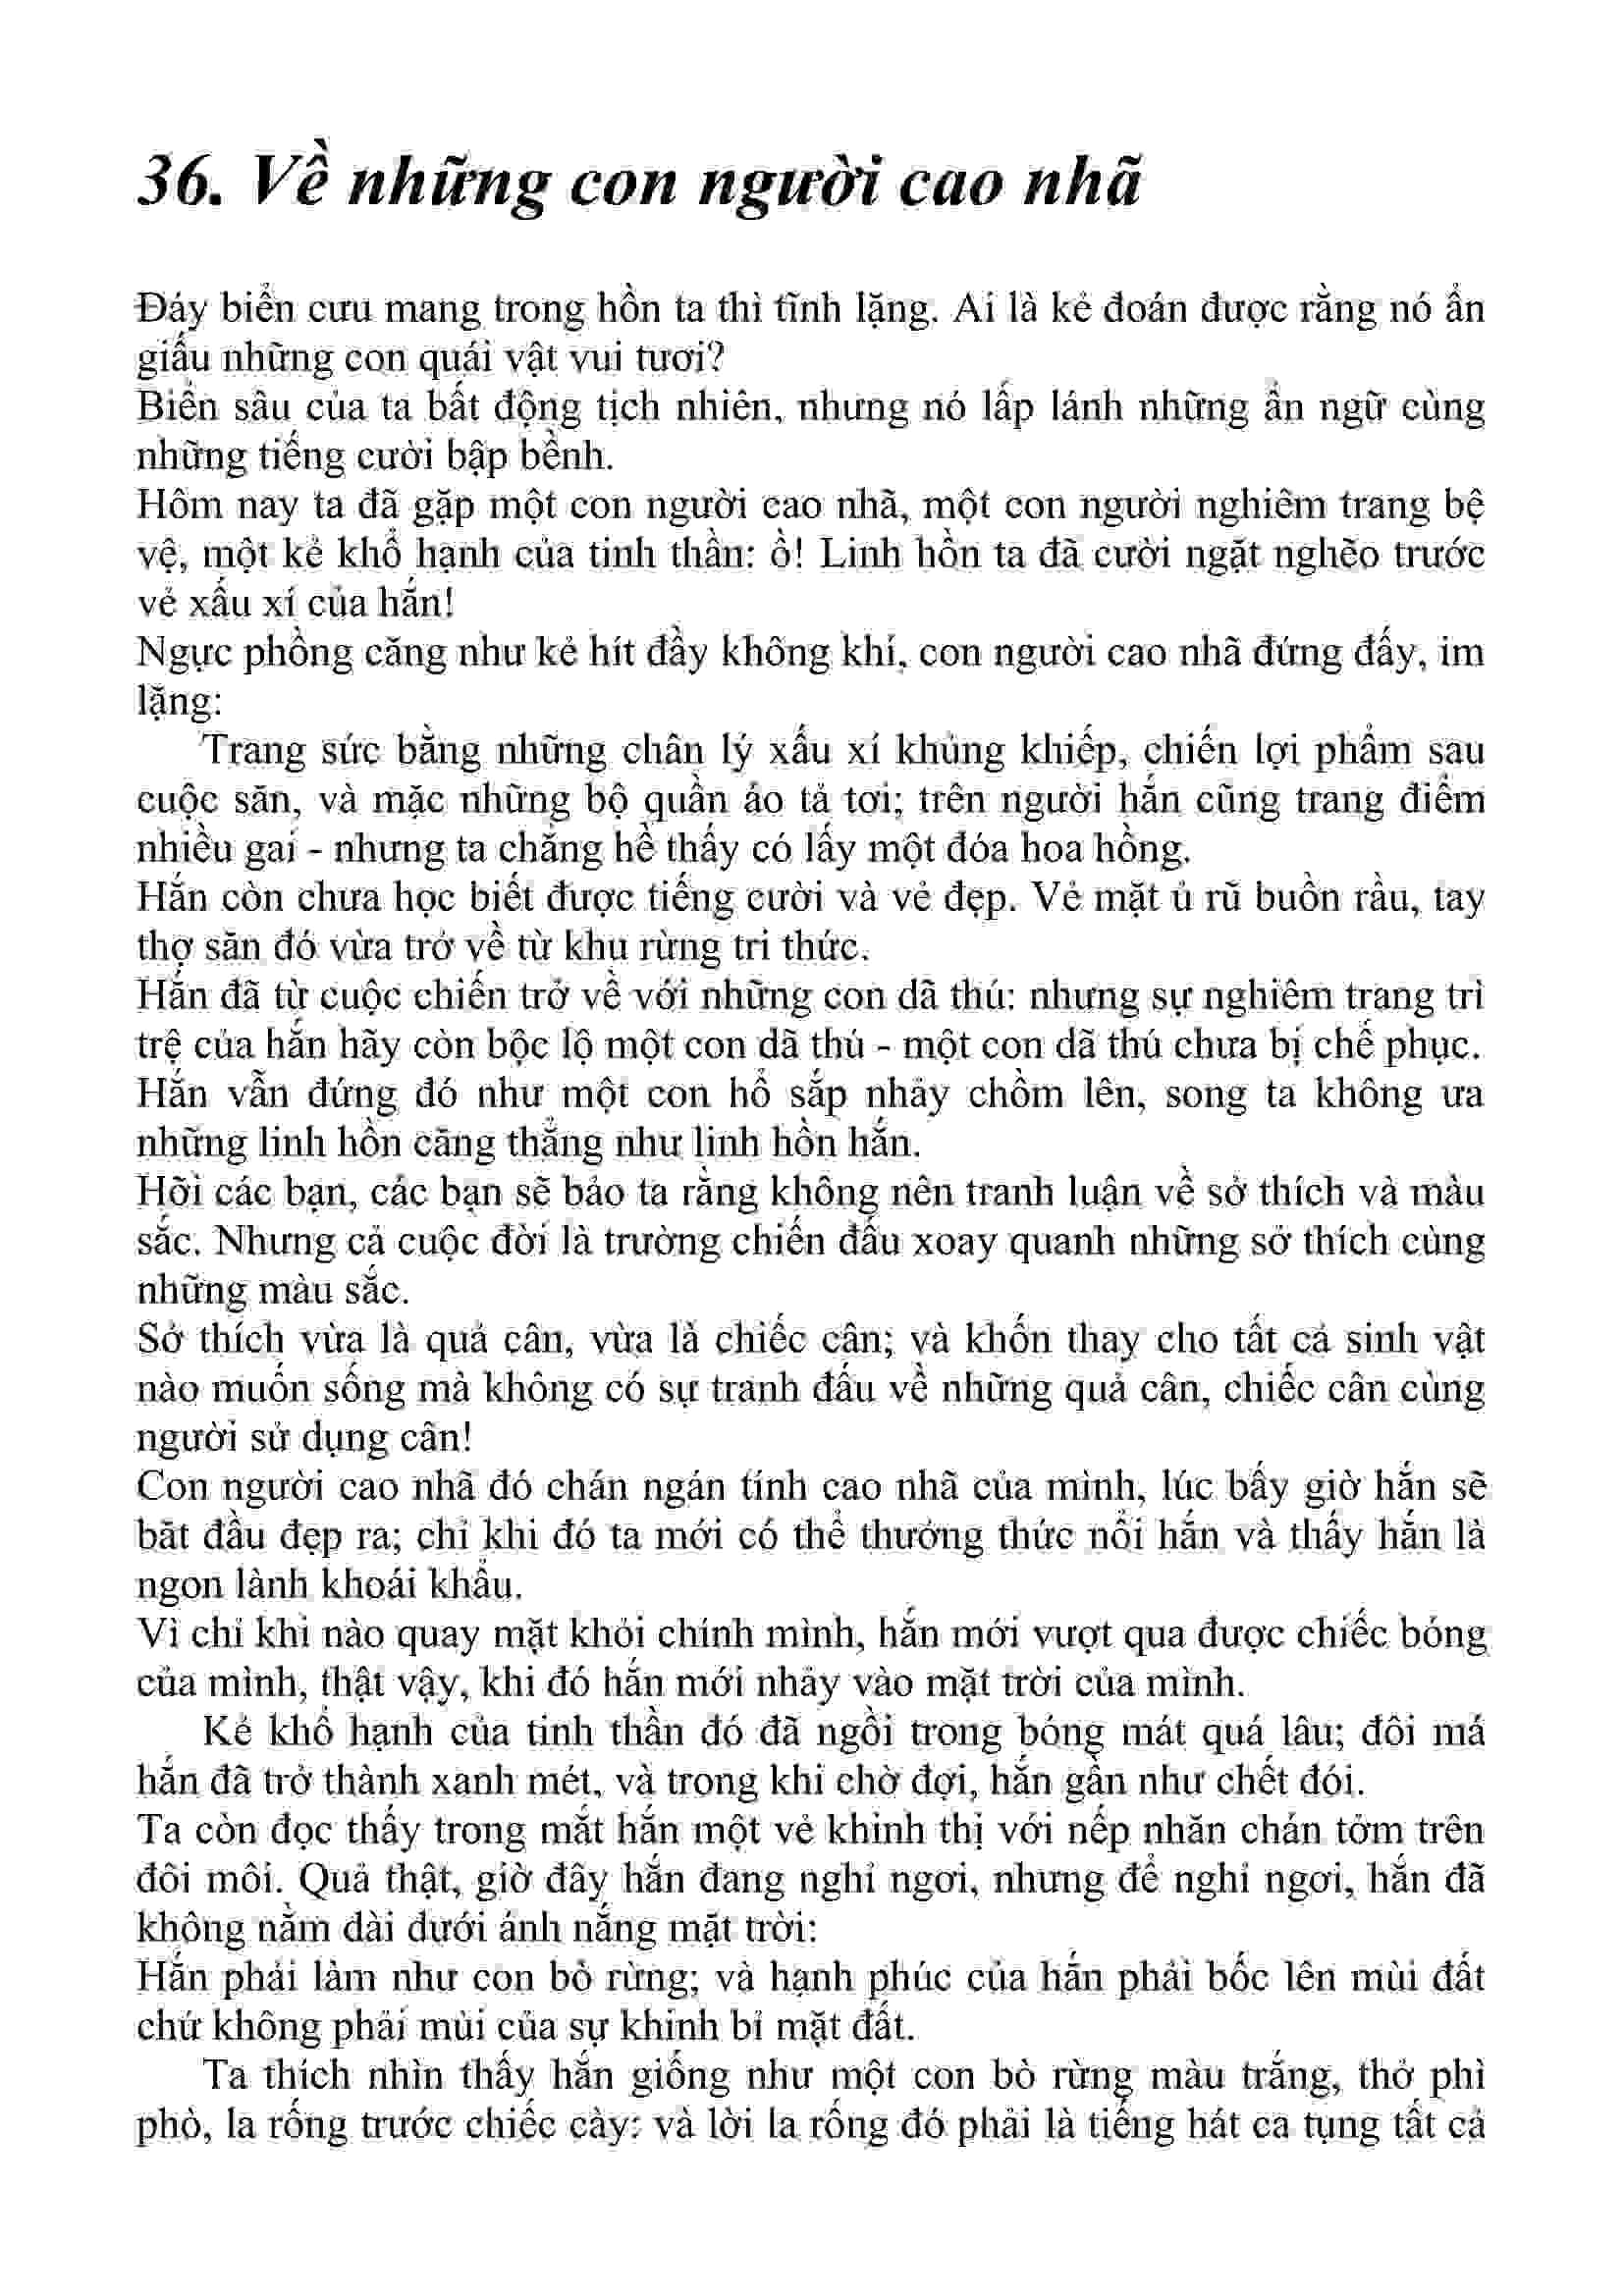 36. Về những con người cao nhã
Đáy biển cưu mang trong hồn ta thì tĩnh lặng. Ai là kẻ đoán được rằng nó ẩn
giấu những con quái vật vui tươi?
Biển sâu của ta bất động tịch nhiên, nhưng nó lấp lánh những ẩn ngữ cùng
những tiếng cười bập bềnh.
Hôm nay ta đã gặp một con người cao nhã, một con người nghiêm trang bệ
vệ, một kẻ khổ hạnh của tinh thần: ồ! Linh hồn ta đã cười ngặt nghẽo trước
vẻ xấu xí của hắn!
Ngực phồng căng như kẻ hít đầy không khí, con người cao nhã đứng đấy, im
lặng:
Trang sức bằng những chân lý xấu xí khủng khiếp, chiến lợi phẩm sau
cuộc săn, và mặc những bộ quần áo tả tơi; trên người hắn cũng trang điểm
nhiều gai - nhưng ta chẳng hề thấy có lấy một đóa hoa hồng.
Hắn còn chưa học biết được tiếng cười và vẻ đẹp. Vẻ mặt ủ rũ buồn rầu, tay
thợ săn đó vừa trở về từ khu rừng tri thức.
Hắn đã từ cuộc chiến trở về với những con dã thú: nhưng sự nghiêm trang trì
trệ của hắn hãy còn bộc lộ một con dã thú - một con dã thú chưa bị chế phục.
Hắn vẫn đứng đó như một con hổ sắp nhảy chồm lên, song ta không ưa
những linh hồn căng thẳng như linh hồn hắn.
Hỡi các bạn, các bạn sẽ bảo ta rằng không nên tranh luận về sở thích và màu
sắc. Nhưng cả cuộc đời là trường chiến đấu xoay quanh những sở thích cùng
những màu sắc.
Sở thích vừa là quả cân, vừa là chiếc cân; và khốn thay cho tất cả sinh vật
nào muốn sống mà không có sự tranh đấu về những quả cân, chiếc cân cùng
người sử dụng cân!
Con người cao nhã đó chán ngán tính cao nhã của mình, lúc bấy giờ hắn sẽ
bắt đầu đẹp ra; chỉ khi đó ta mới có thể thưởng thức nổi hắn và thấy hắn là
ngon lành khoái khẩu.
Vì chỉ khi nào quay mặt khỏi chính mình, hắn mới vượt qua được chiếc bóng
của mình, thật vậy, khi đó hắn mới nhảy vào mặt trời của mình.
Kẻ khổ hạnh của tinh thần đó đã ngồi trong bóng mát quá lâu; đôi má
hắn đã trở thành xanh mét, và trong khi chờ đợi, hắn gần như chết đói.
Ta còn đọc thấy trong mắt hắn một vẻ khinh thị với nếp nhăn chán tởm trên
đôi môi. Quả thật, giờ đây hắn đang nghỉ ngơi, nhưng để nghỉ ngơi, hắn đã
không nằm dài dưới ánh nắng mặt trời:
Hắn phải làm như con bò rừng; và hạnh phúc của hắn phải bốc lên mùi đất
chứ không phải mùi của sự khinh bỉ mặt đất.
Ta thích nhìn thấy hắn giống như một con bò rừng màu trắng, thở phì
phò, la rống trước chiếc cày: và lời la rống đó phải là tiếng hát ca tụng tất cả